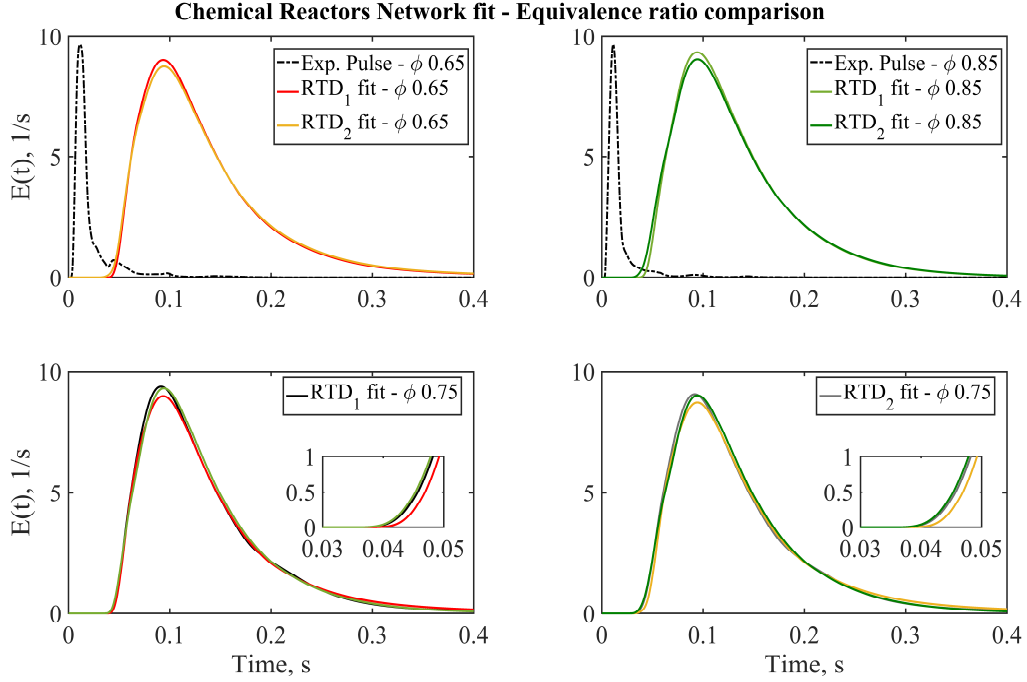 Chemical Reactors Network fit - Equivalence ratio comparison
10
5
0
E(t), 1/s
0 0.1 0.2 0.3 0.4
Exp. Pulse - ϕ 0.65
RTD1 fit - ϕ 0.65
RTD2 fit - ϕ 0.65
10
5
0
0 0.1 0.2 0.3 0.4
Exp. Pulse - ϕ 0.85
RTD1 fit - ϕ 0.85
RTD2 fit - ϕ 0.85
10
5
0
E(t), 1/s
0 0.1 0.2 0.3 0.4
Time, s
RTD1 fit - ϕ 0.75
1
0.5
0
0.03 0.04 0.05
10
5
0
0 0.1 0.2 0.3 0.4
Time, s
RTD2 fit - ϕ 0.75
1
0.5
0
0.03 0.04 0.05